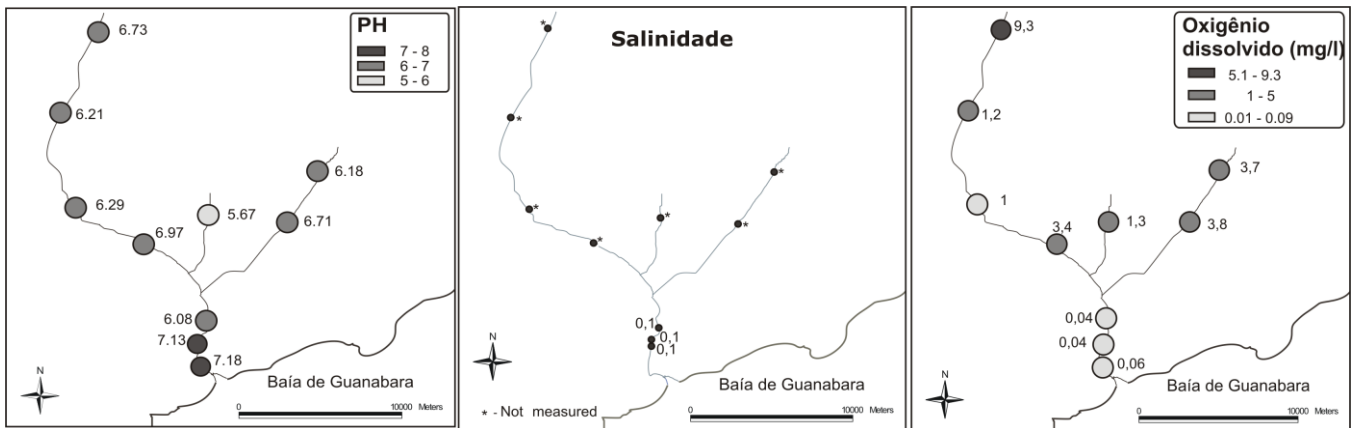 PH
7 - 8
6 - 7
5 - 6
6.73
6.21
6.18
6.29
5.67
6.71
6.97
6.08
7.13
7.18
N
Baía de Guanabara
0
10000 Meters
Salinidade
*
*
*
*
*
*
*
0,1
0,1
0,1
N
Baía de Guanabara
* - Not measured
0
10000 Meters
Oxigênio
dissolvido (mg/l)
5.1 - 9.3
1 - 5
0.01 - 0.09
9,3
1,2
3,7
1
1,3
3,8
3,4
0,04
0,04
0,06
N
Baía de Guanabara
0
10000 Meters